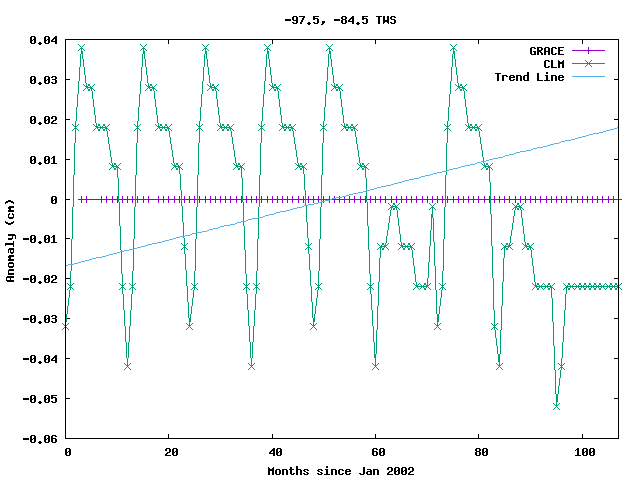 -97.5, -84.5 TWS
GRACE
CLM
Trend Line
0.04
0.03
0.02
0.01
0
-0.01
-0.02
-0.03
-0.04
-0.05
-0.06
Anomaly (cm)
0 20 40 60 80 100
Months since Jan 2002